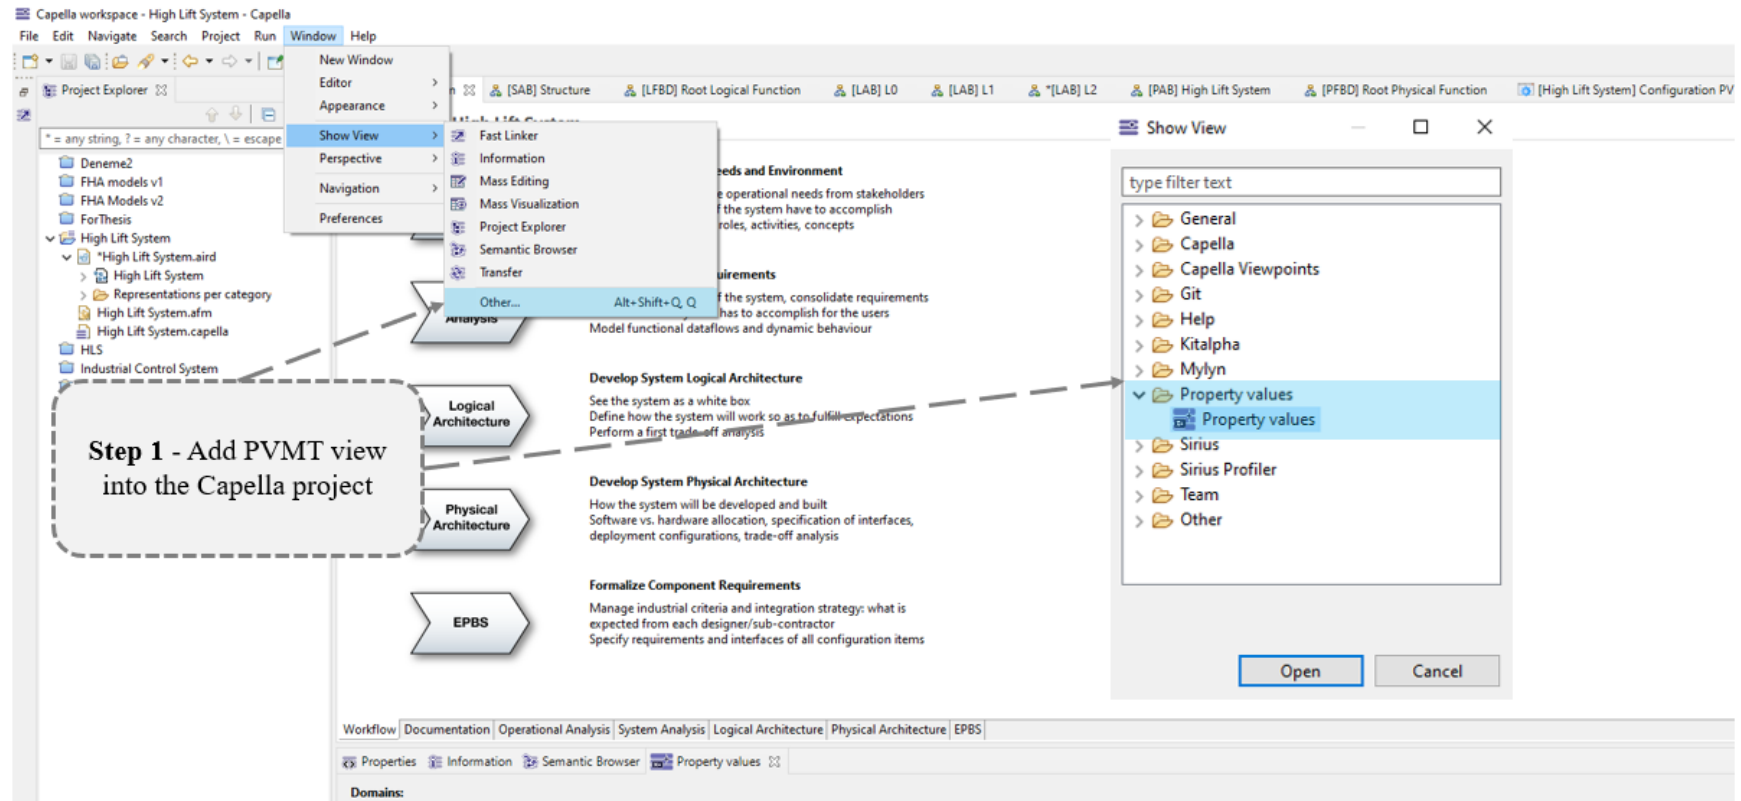 Capella workspace - High Lift System - Capella
File Edit Navigate Search Project Run Window Help
New Window
Editor
Appearance
Show View
Perspective
Navigation
Preferences
Fast Linker
Information
Mass Editing
Mass Visualization
Project Explorer
Semantic Browser
Transfer
Other... Alt+Shift+Q, Q
Project Explorer
[SAB] Structure [LFBD] Root Logical Function [LAB] L0 [LAB] L1 *[LAB] L2 [PAB] High Lift System [PFBD] Root Physical Function [High Lift System] Configuration PV
* = any string, ? = any character, \ = escape
Deneme2
FHA models v1
FHA Models v2
ForThesis
High Lift System
*High Lift System.aird
High Lift System
Representations per category
High Lift System.afm
High Lift System.capella
HLS
Industrial Control System
Step 1 - Add PVMT view
into the Capella project
and Environment
operational needs from stakeholders
the system have to accomplish
roles, activities, concepts
the system, consolidate requirements
has to accomplish for the users
Model functional dataflows and dynamic behaviour
Analysis
Logical
Architecture
Develop System Logical Architecture
See the system as a white box
Define how the system will work so as to fulfill expectations
Perform a first trade-off analysis
Physical
Architecture
Develop System Physical Architecture
How the system will be developed and built
Software vs. hardware allocation, specification of interfaces,
deployment configurations, trade-off analysis
EPBS
Formalize Component Requirements
Manage industrial criteria and integration strategy: what is
expected from each designer/sub-contractor
Specify requirements and interfaces of all configuration items
Show View
type filter text
General
Capella
Capella Viewpoints
Git
Help
Kitalpha
Mylyn
Property values
Property values
Sirius
Sirius Profiler
Team
Other
Open Cancel
Workflow Documentation Operational Analysis System Analysis Logical Architecture Physical Architecture EPBS
Properties Information Semantic Browser Property values
Domains: